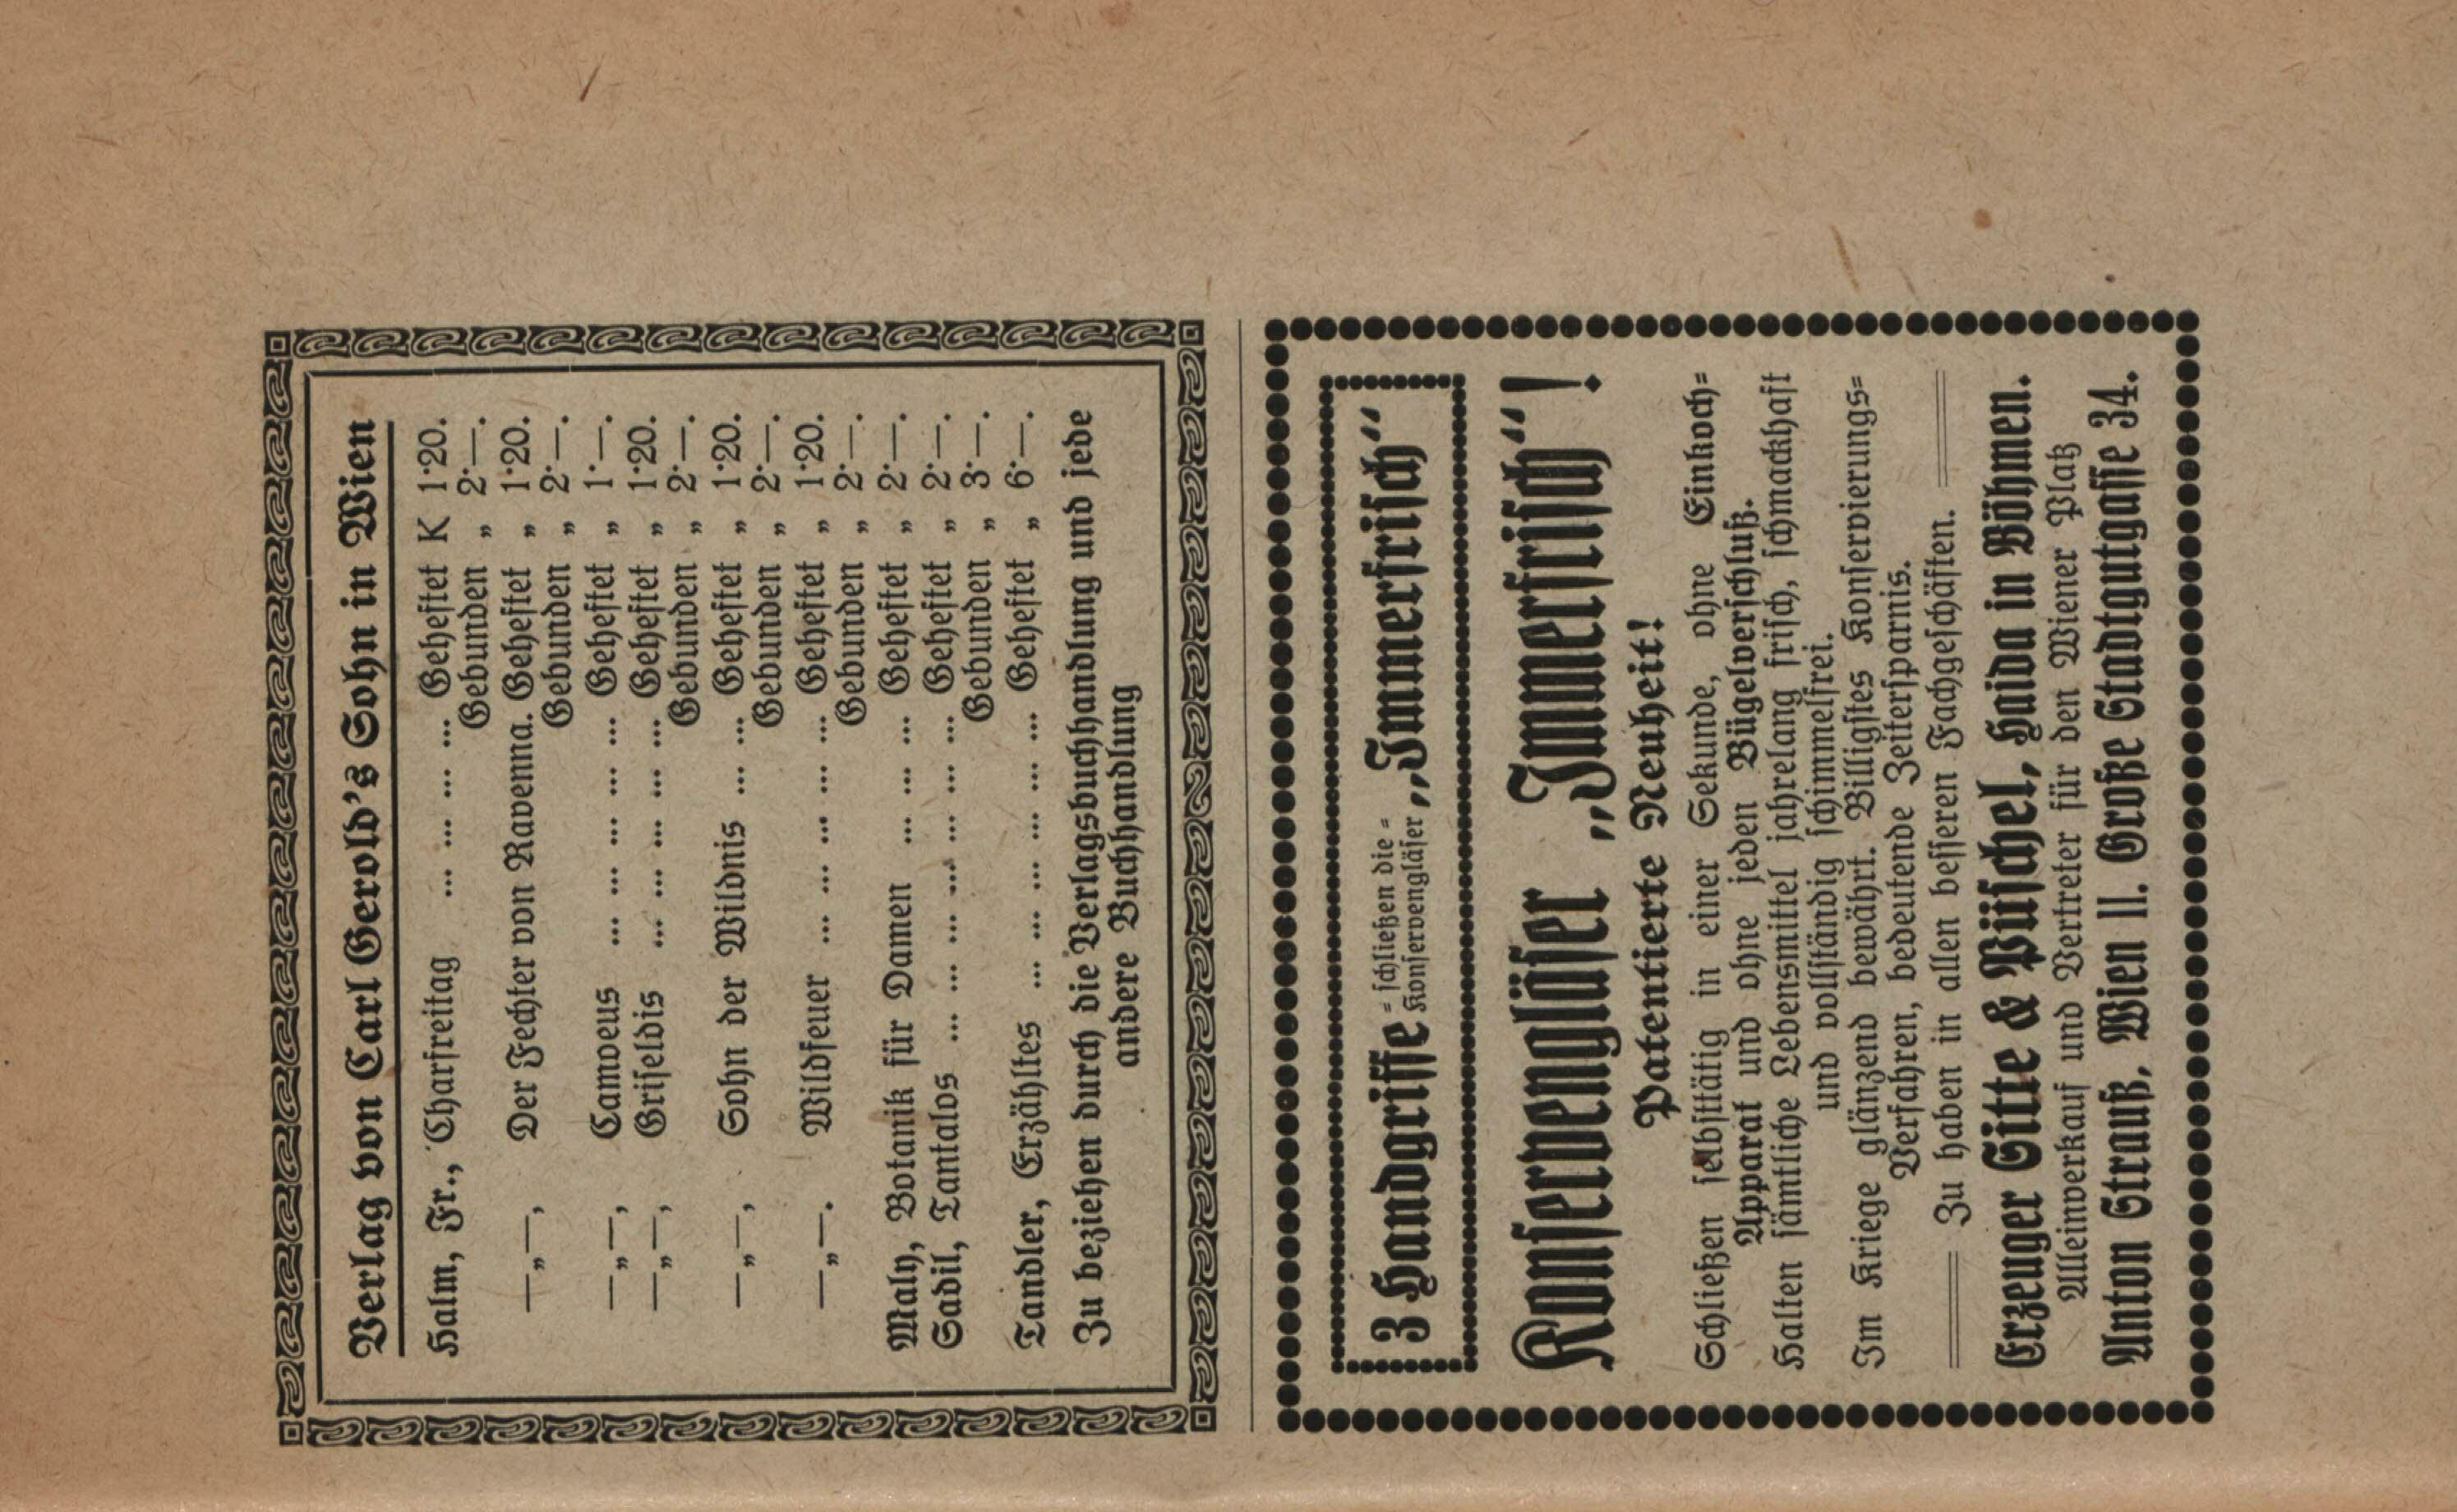 Verlag von Carl Gerold's Sohn in Wien
Halm, Fr., Charfreitag ... ... ... ... Geheftet K 1·20.
Gebunden „ 2·—.
—„—, Der Fechter von Ravenna. Geheftet „ 1·20.
Gebunden „ 2·—.
—„—, Camoeus ... ... ... ... ... Geheftet „ 1·—.
—„—, Griseldis ... ... ... ... ... Geheftet „ 1·20.
Gebunden „ 2·—.
—„—, Sohn der Wildnis ... ... Geheftet „ 1·20.
Gebunden „ 2·—.
—„—. Wildfeuer ... ... ... ... ... Geheftet „ 1·20.
Gebunden „ 2·—.
Maly, Botanik für Damen ... ... ... Geheftet „ 2·—.
Sadil, Tantalos ... ... ... ... ... ... ... Geheftet „ 2·—.
Gebunden „ 3·—.
Tandler, Erzähltes ... ... ... ... ... ... Geheftet „ 6·—.
Zu beziehen durch die Verlagsbuchhandlung und jede
andere Buchhandlung
3 Handgriffe = schließen die = Konservengläser „Immerfrisch“
Konservengläser „Immerfrisch“!
Patentierte Neuheit!
Schließen selbsttätig in einer Sekunde, ohne Einkoch=
Apparat und ohne jeden Bügelverschluß.
Halten sämtliche Lebensmittel jahrelang frisch, schmackhaft
und vollständig schimmelfrei.
Im Kriege glänzend bewährt. Billigstes Konservierungs=
Verfahren, bedeutende Zeitersparnis.
Zu haben in allen besseren Fachgeschäften.
Erzeuger Gitte & Püschel, Haida in Böhmen.
Alleinverkauf und Vertreter für den Wiener Platz
Anton Strauß, Wien II. Große Stadtgutgasse 34.